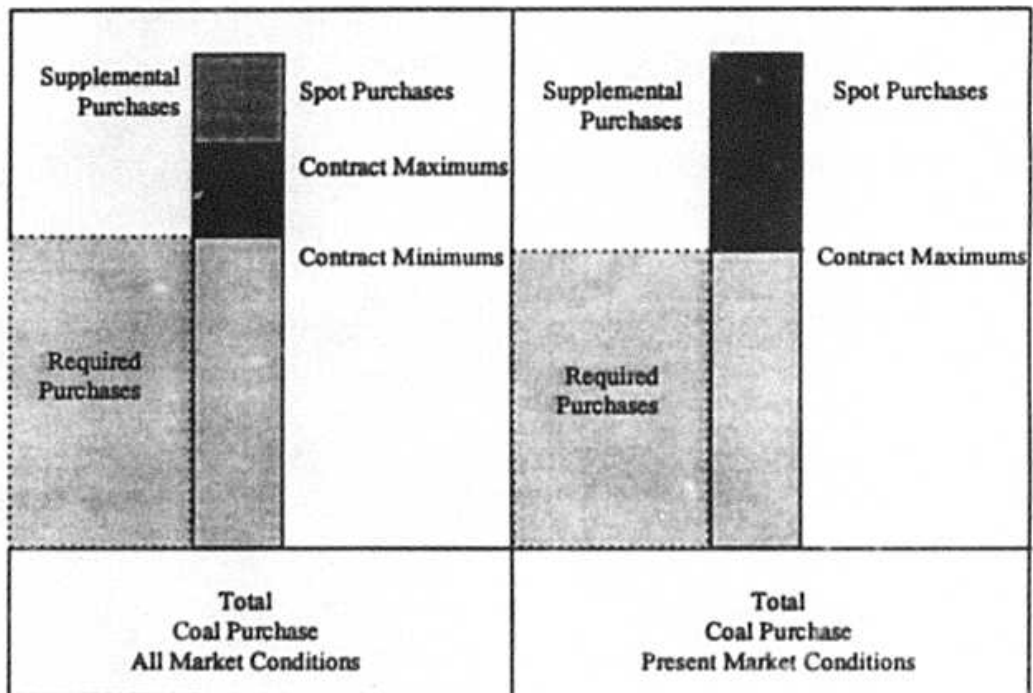 Supplemental
Purchases
Spot Purchases
Contract Maximums
Contract Minimums
Required
Purchases
Total
Coal Purchase
All Market Conditions
Supplemental
Purchases
Spot Purchases
Contract Maximums
Required
Purchases
Total
Coal Purchase
Present Market Conditions